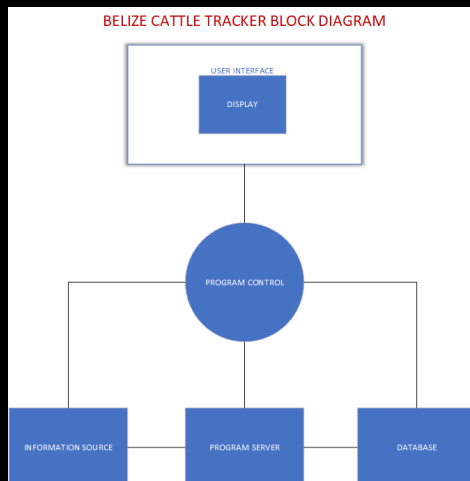 BELIZE CATTLE TRACKER BLOCK DIAGRAM
USER INTERFACE
DISPLAY
PROGRAM CONTROL
INFORMATION SOURCE
PROGRAM SERVER
DATABASE